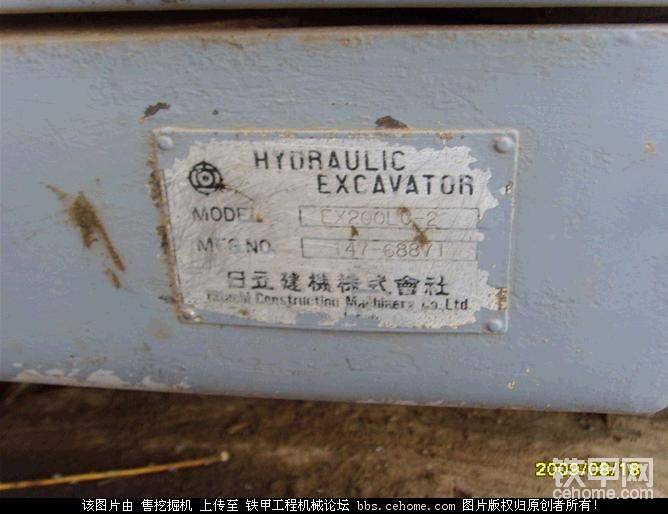 HYDRAULIC
EXCAVATOR
MODEL EX200LC-2
MFG.NO.
日立建機株式會社
Hitachi Construction Machinery Co.,Ltd.
2009/08/18
铁甲网
cehome.com
该图片由 售挖掘机 上传至 铁甲工程机械论坛 bbs.cehome.com 图片版权归原创者所有!